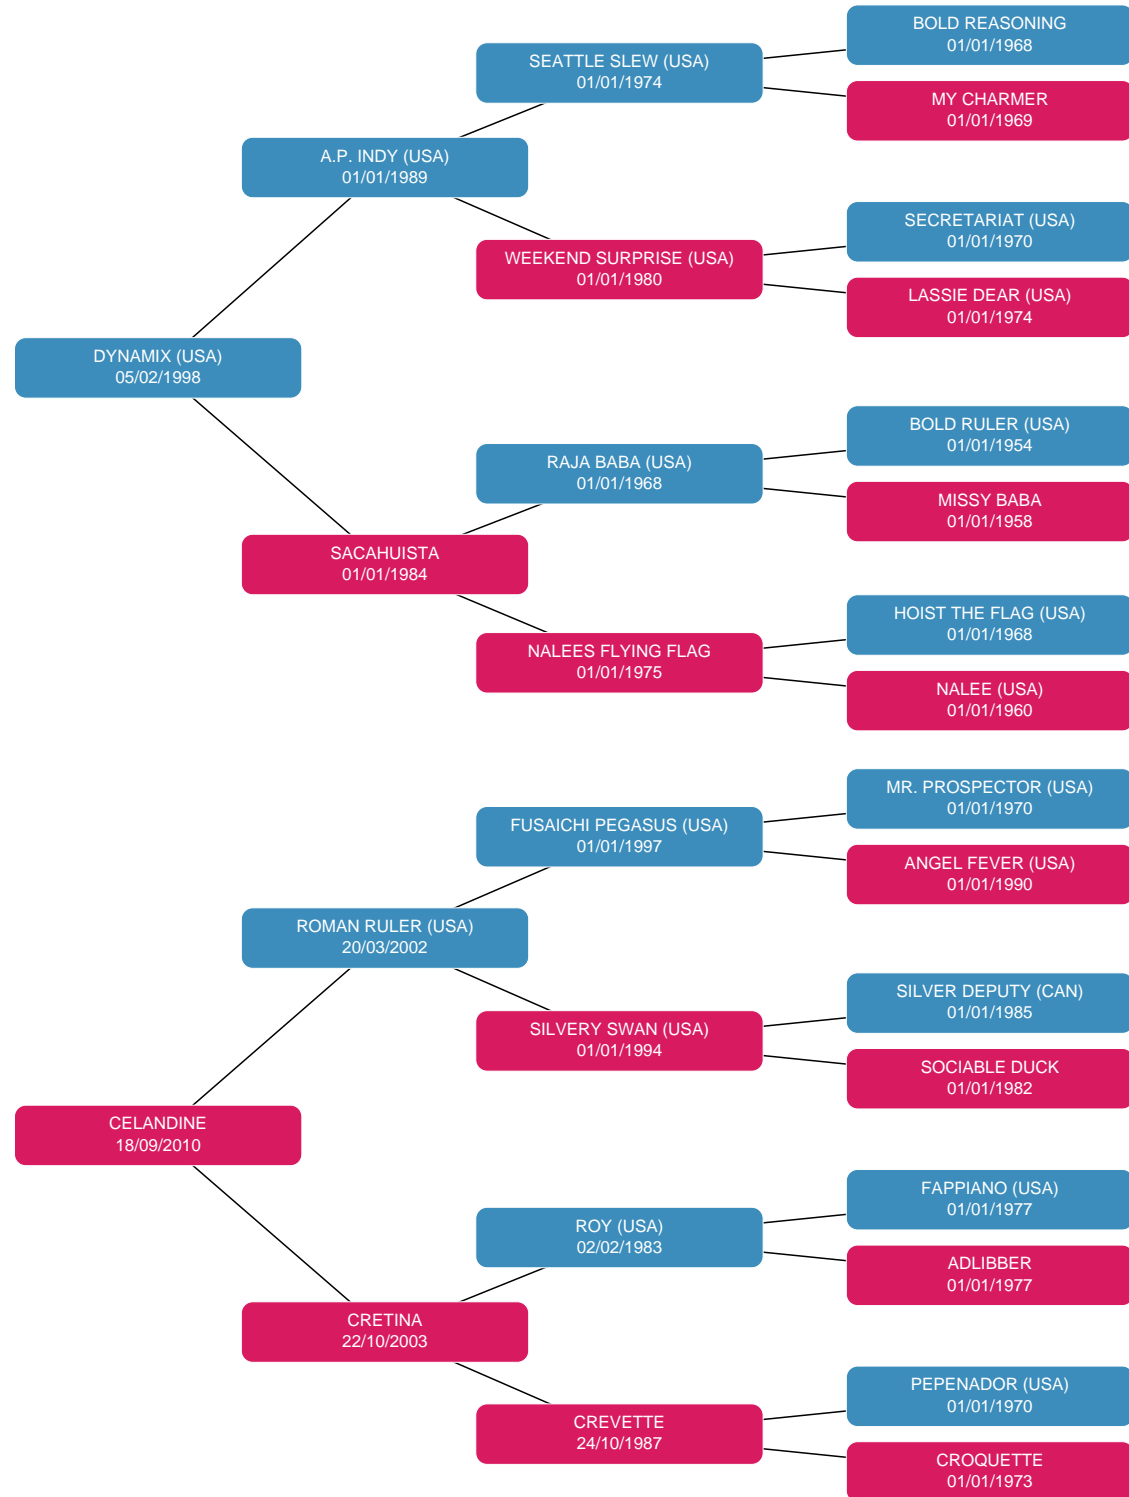 BOLD REASONING
01/01/1968
SEATTLE SLEW (USA)
01/01/1974
MY CHARMER
01/01/1969
A.P. INDY (USA)
01/01/1989
SECRETARIAT (USA)
01/01/1970
WEEKEND SURPRISE (USA)
01/01/1980
LASSIE DEAR (USA)
01/01/1974
DYNAMIX (USA)
05/02/1998
BOLD RULER (USA)
01/01/1954
RAJA BABA (USA)
01/01/1968
MISSY BABA
01/01/1958
SACAHUISTA
01/01/1984
HOIST THE FLAG (USA)
01/01/1968
NALEES FLYING FLAG
01/01/1975
NALEE (USA)
01/01/1960
MR. PROSPECTOR (USA)
01/01/1970
FUSAICHI PEGASUS (USA)
01/01/1997
ANGEL FEVER (USA)
01/01/1990
ROMAN RULER (USA)
20/03/2002
SILVER DEPUTY (CAN)
01/01/1985
SILVERY SWAN (USA)
01/01/1994
SOCIABLE DUCK
01/01/1982
CELANDINE
18/09/2010
FAPPIANO (USA)
01/01/1977
ROY (USA)
02/02/1983
ADLIBBER
01/01/1977
CRETINA
22/10/2003
PEPENADOR (USA)
01/01/1970
CREVETTE
24/10/1987
CROQUETTE
01/01/1973